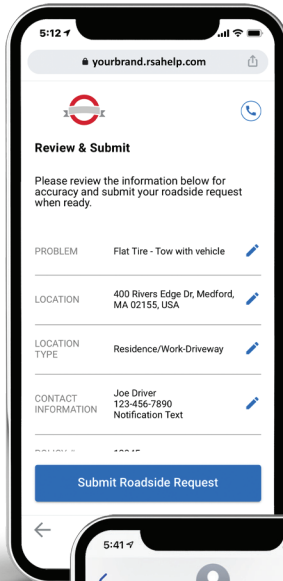 5:12
yourbrand.rsahelp.com
Review & Submit
Please review the information below for
accuracy and submit your roadside request
when ready.
PROBLEM Flat Tire - Tow with vehicle
LOCATION 400 Rivers Edge Dr, Medford,
MA 02155, USA
LOCATION
TYPE Residence/Work-Driveway
CONTACT
INFORMATION Joe Driver
123-456-7890
Notification Text
Submit Roadside Request
5:41